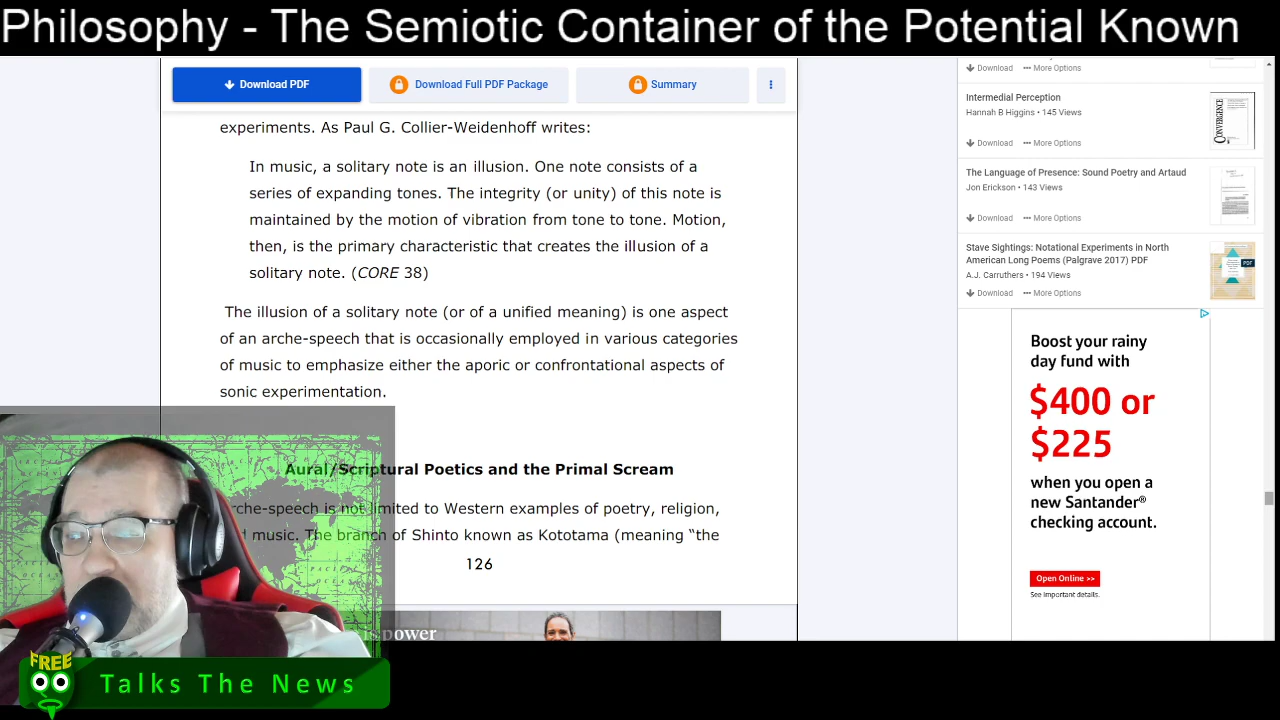 Philosophy - The Semiotic Container of the Potential Known
Download PDF
Download Full PDF Package
Summary
experiments. As Paul G. Collier-Weidenhoff writes:
In music, a solitary note is an illusion. One note consists of a
series of expanding tones. The integrity (or unity) of this note is
maintained by the motion of vibration from tone to tone. Motion,
then, is the primary characteristic that creates the illusion of a
solitary note. (CORE 38)
The illusion of a solitary note (or of a unified meaning) is one aspect
of an arche-speech that is occasionally employed in various categories
of music to emphasize either the aporic or confrontational aspects of
sonic experimentation.
Aural/Scriptural Poetics and the Primal Scream
rche-speech is not limited to Western examples of poetry, religion,
music. The branch of Shinto known as Kototama (meaning “the
126
power
Download ••• More Options
Intermedial Perception
Hannah B Higgins • 145 Views
CONVERGENCE
Download ••• More Options
The Language of Presence: Sound Poetry and Artaud
Jon Erickson • 143 Views
Download ••• More Options
Stave Sightings: Notational Experiments in North
American Long Poems (Palgrave 2017) PDF
A.J. Carruthers • 194 Views
PDF
Download ••• More Options
Boost your rainy
day fund with
$400 or
$225
when you open a
new Santander®
checking account.
Open Online >>
See important details.
FREE
Talks The News